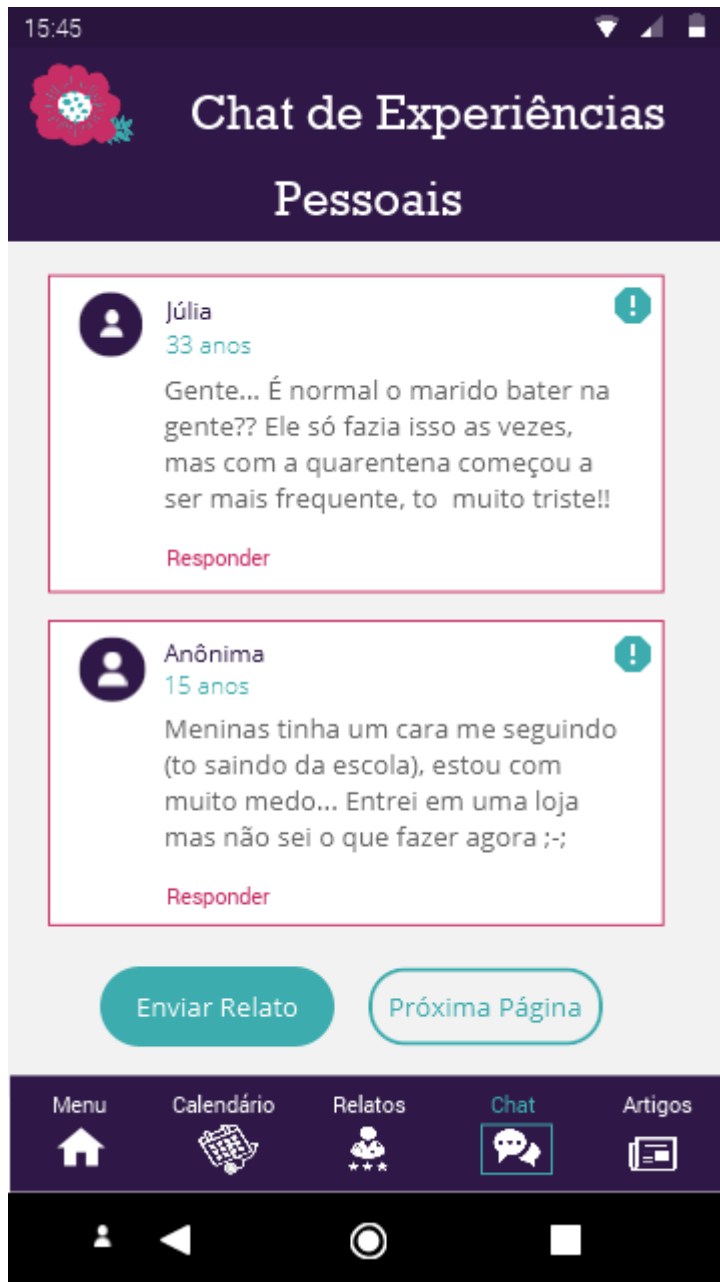 15:45
Chat de Experiências
Pessoais
Júlia
33 anos
Gente... É normal o marido bater na
gente?? Ele só fazia isso as vezes,
mas com a quarentena começou a
ser mais frequente, to  muito triste!!
Responder
Anônima
15 anos
Meninas tinha um cara me seguindo
(to saindo da escola), estou com
muito medo... Entrei em uma loja
mas não sei o que fazer agora ;-;
Responder
Enviar Relato
Próxima Página
Menu
Calendário
Relatos
Chat
Artigos